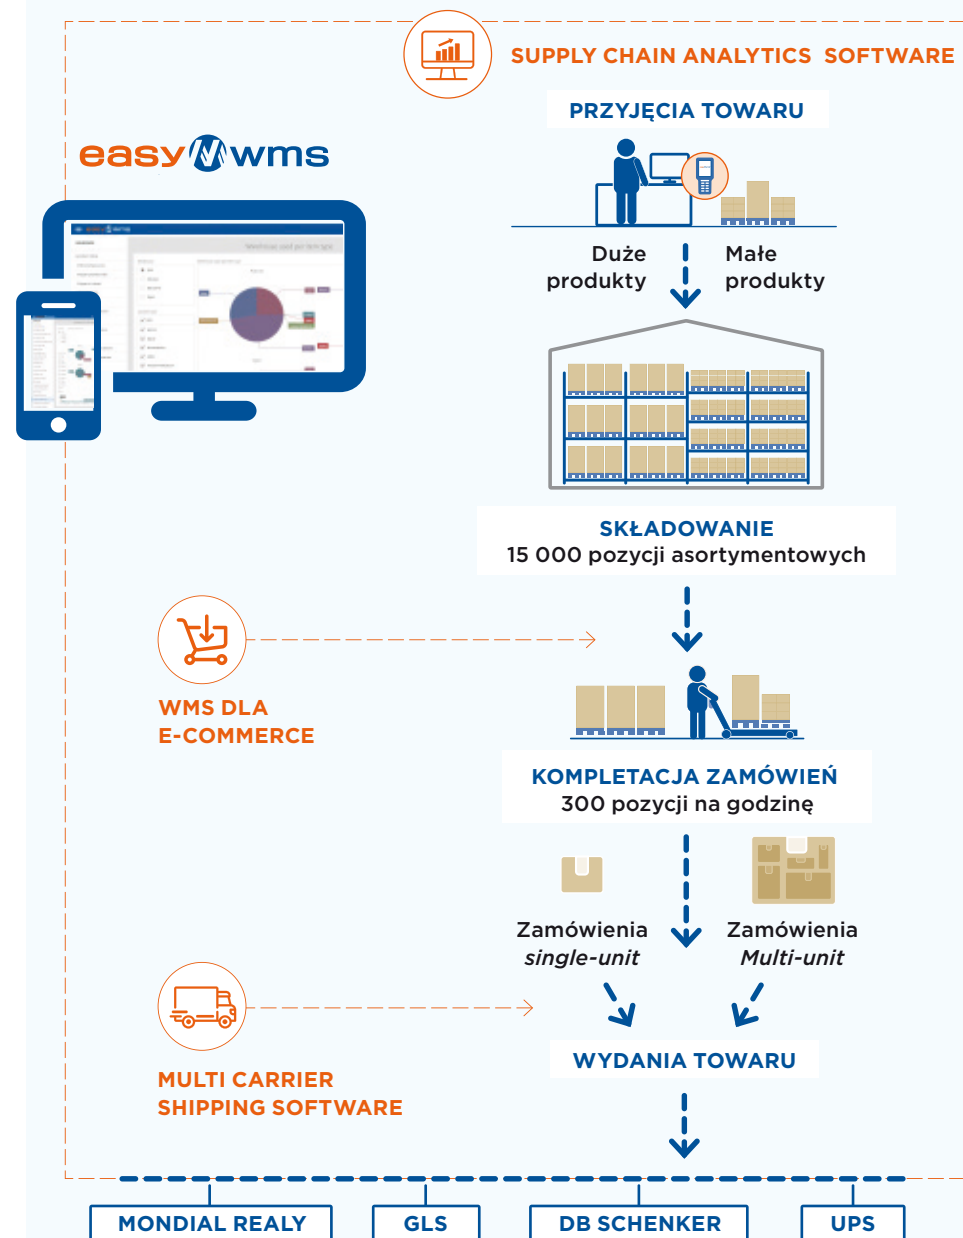 SUPPLY CHAIN ANALYTICS SOFTWARE
PRZYJĘCIA TOWARU
easy wms
Duże
produkty
Małe
produkty
SKŁADOWANIE
15 000 pozycji asortymentowych
WMS DLA
E-COMMERCE
KOMPLETACJA ZAMÓWIEŃ
300 pozycji na godzinę
Zamówienia
single-unit
Zamówienia
Multi-unit
WYDANIA TOWARU
MULTI CARRIER
SHIPPING SOFTWARE
MONDIAL REALY
GLS
DB SCHENKER
UPS